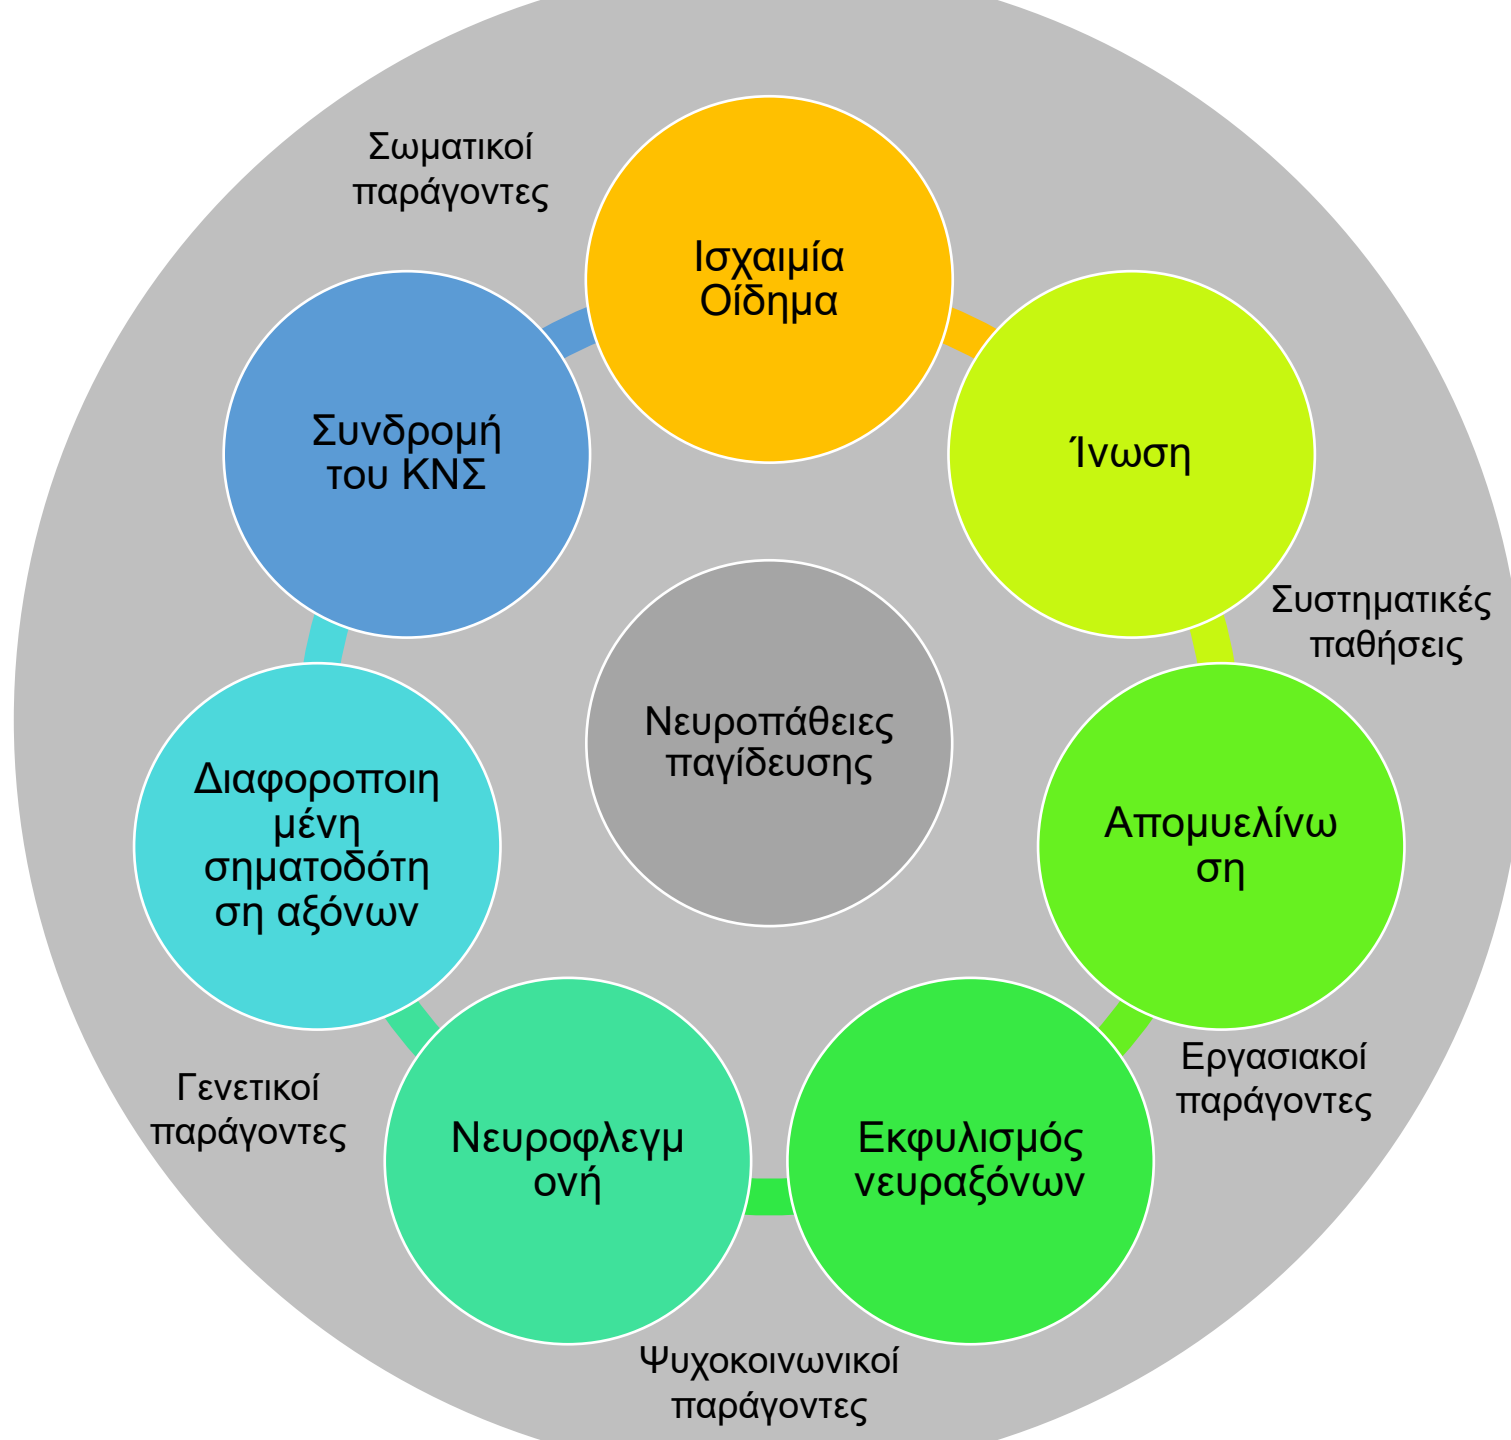 Σωματικοί
παράγοντες
Ισχαιμία
Οίδημα
Συνδρομή
του ΚΝΣ
Ίνωση
Συστηματικές
παθήσεις
Νευροπάθειες
παγίδευσης
Διαφοροποιη
μένη
σηματοδότη
ση αξόνων
Απομυελίνω
ση
Εργασιακοί
παράγοντες
Γενετικοί
παράγοντες
Νευροφλεγμ
ονή
Εκφυλισμός
νευραξόνων
Ψυχοκοινωνικοί
παράγοντες